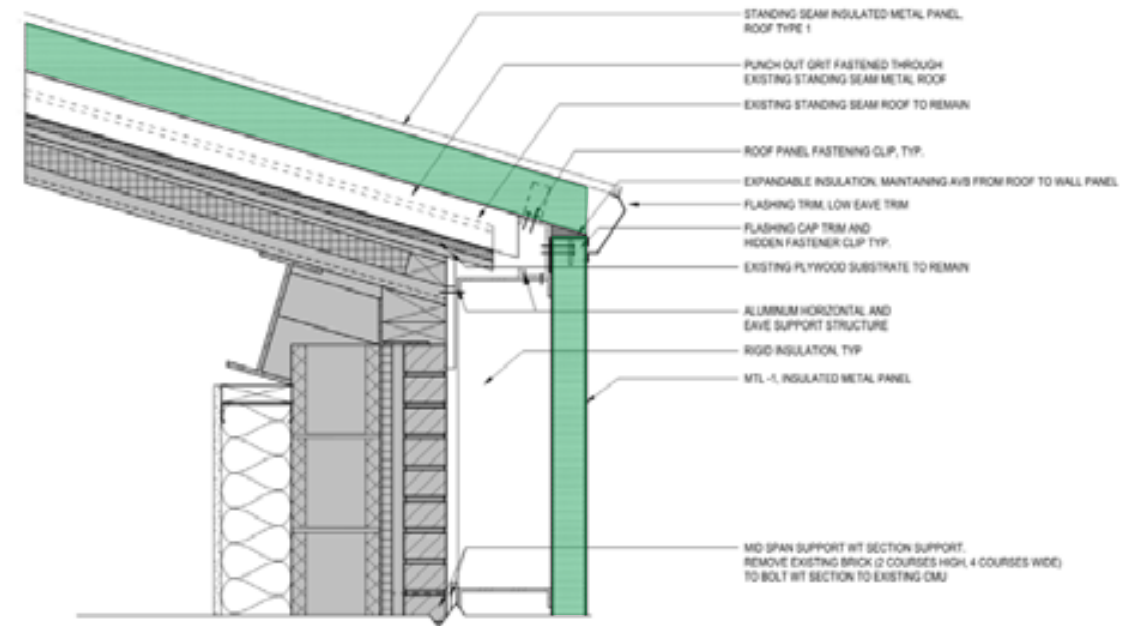 STANDING SEAM INSULATED METAL PANEL,
ROOF TYPE 1
PUNCH OUT GRIT FASTENED THROUGH
EXISTING STANDING SEAM METAL ROOF
EXISTING STANDING SEAM ROOF TO REMAIN
ROOF PANEL FASTENING CLIP, TYP.
EXPANDABLE INSULATION, MAINTAINING AVB FROM ROOF TO WALL PANEL
FLASHING TRIM, LOW EAVE TRIM
FLASHING CAP TRIM AND
HIDDEN FASTENER CLIP TYP.
EXISTING PLYWOOD SUBSTRATE TO REMAIN
ALUMINUM HORIZONTAL AND
EAVE SUPPORT STRUCTURE
RIGID INSULATION, TYP
MTL -1, INSULATED METAL PANEL
MID SPAN SUPPORT WT SECTION SUPPORT.
REMOVE EXISTING BRICK (2 COURSES HIGH, 4 COURSES WIDE)
TO BOLT WT SECTION TO EXISTING CMU